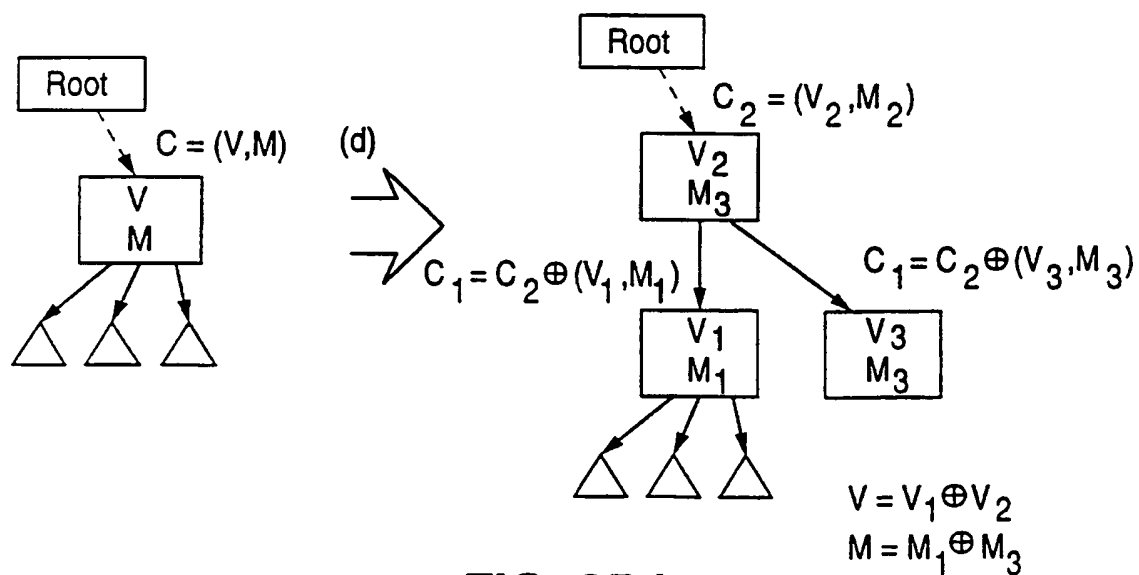 Root
C = (V,M)
V
M
(d)
Root
C₂ = (V₂,M₂)
V₂
M₃
C₁ = C₂ ⊕ (V₁,M₁)
C₁ = C₂ ⊕ (V₃,M₃)
V₁
M₁
V₃
M₃
V = V₁ ⊕ V₂
M = M₁ ⊕ M₃